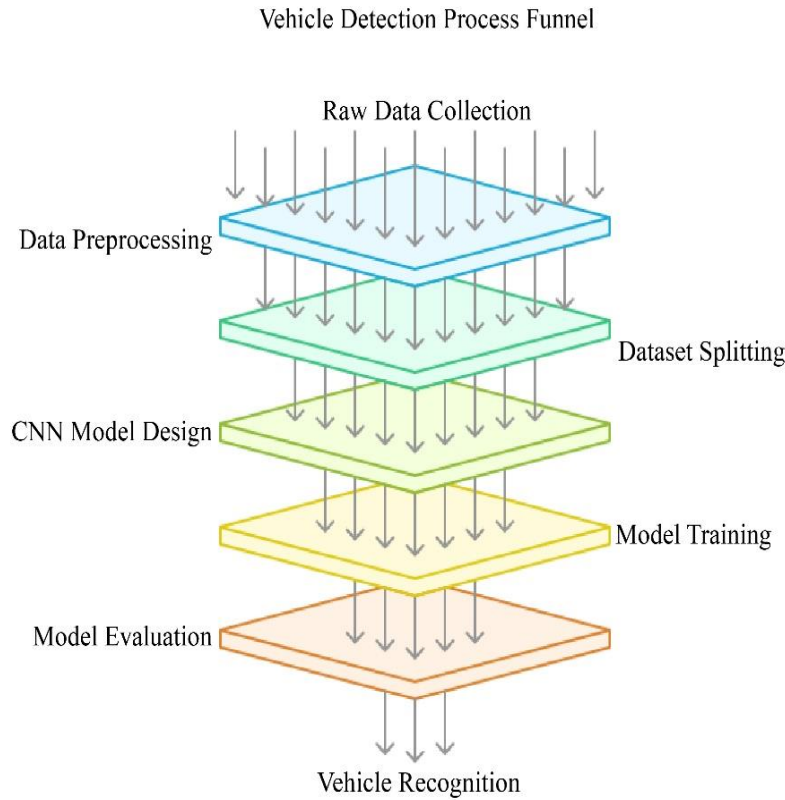 Vehicle Detection Process Funnel
Raw Data Collection
Data Preprocessing
Dataset Splitting
CNN Model Design
Model Training
Model Evaluation
Vehicle Recognition